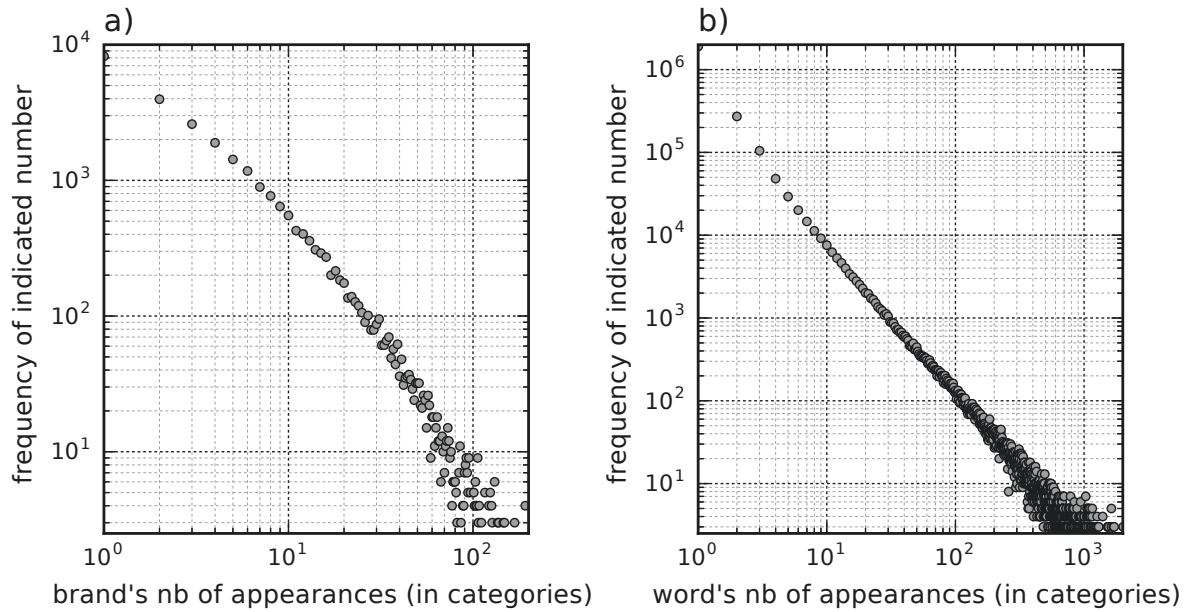 a)
10^4
10^3
10^2
10^1
10^0
10^1
10^2
frequency of indicated number
brand's nb of appearances (in categories)
b)
10^6
10^5
10^4
10^3
10^2
10^1
10^0
10^1
10^2
10^3
frequency of indicated number
word's nb of appearances (in categories)